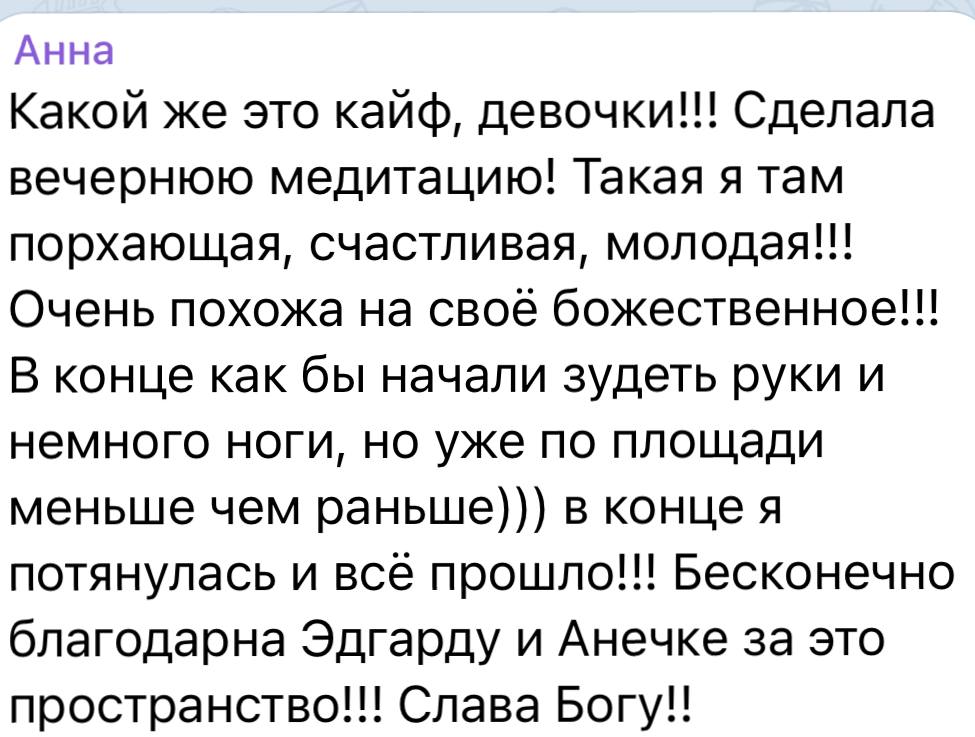 Анна
Какой же это кайф, девочки!!! Сделала
вечернюю медитацию! Такая я там
порхающая, счастливая, молодая!!!
Очень похожа на своё божественное!!!
В конце как бы начали зудеть руки и
немного ноги, но уже по площади
меньше чем раньше))) в конце я
потянулась и всё прошло!!! Бесконечно
благодарна Эдгарду и Анечке за это
пространство!!! Слава Богу!!